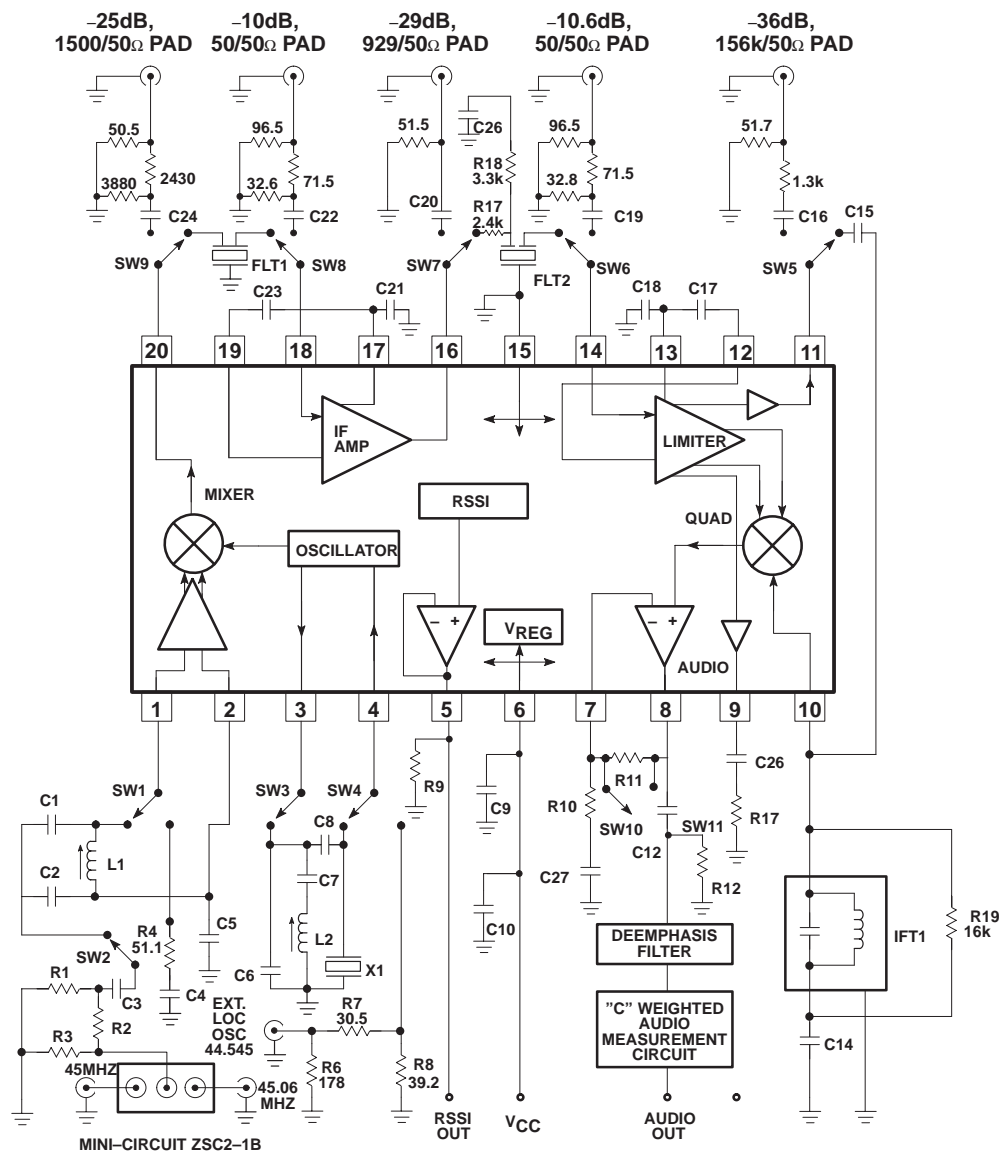 –25dB,
1500/50Ω PAD
–10dB,
50/50Ω PAD
–29dB,
929/50Ω PAD
–10.6dB,
50/50Ω PAD
–36dB,
156k/50Ω PAD
50.5
2430
3880
C24
96.5
71.5
32.6
C22
51.5
C20
C26
R18
3.3k
R17
2.4k
96.5
71.5
32.8
C19
51.7
1.3k
C16
C15
SW9
FLT1
SW8
SW7
FLT2
SW6
SW5
C23
C21
C18
C17
20
19
18
17
16
15
14
13
12
11
IF
AMP
LIMITER
MIXER
RSSI
QUAD
OSCILLATOR
– +
VREG
– +
AUDIO
1
2
3
4
5
6
7
8
9
10
SW1
C1
L1
C2
C5
R4
51.1
SW2
C3
C4
R1
R2
R3
45MHZ
45.06
MHZ
MINI–CIRCUIT ZSC2–1B
SW3
SW4
C8
C7
L2
C6
X1
EXT.
LOC
OSC
44.545
R7
30.5
R6
178
R8
39.2
R9
C9
C10
RSSI
OUT
VCC
R11
R10
SW10
SW11
C12
C27
R12
C26
R17
DEEMPHASIS
FILTER
"C" WEIGHTED
AUDIO
MEASUREMENT
CIRCUIT
AUDIO
OUT
IFT1
R19
16k
C14